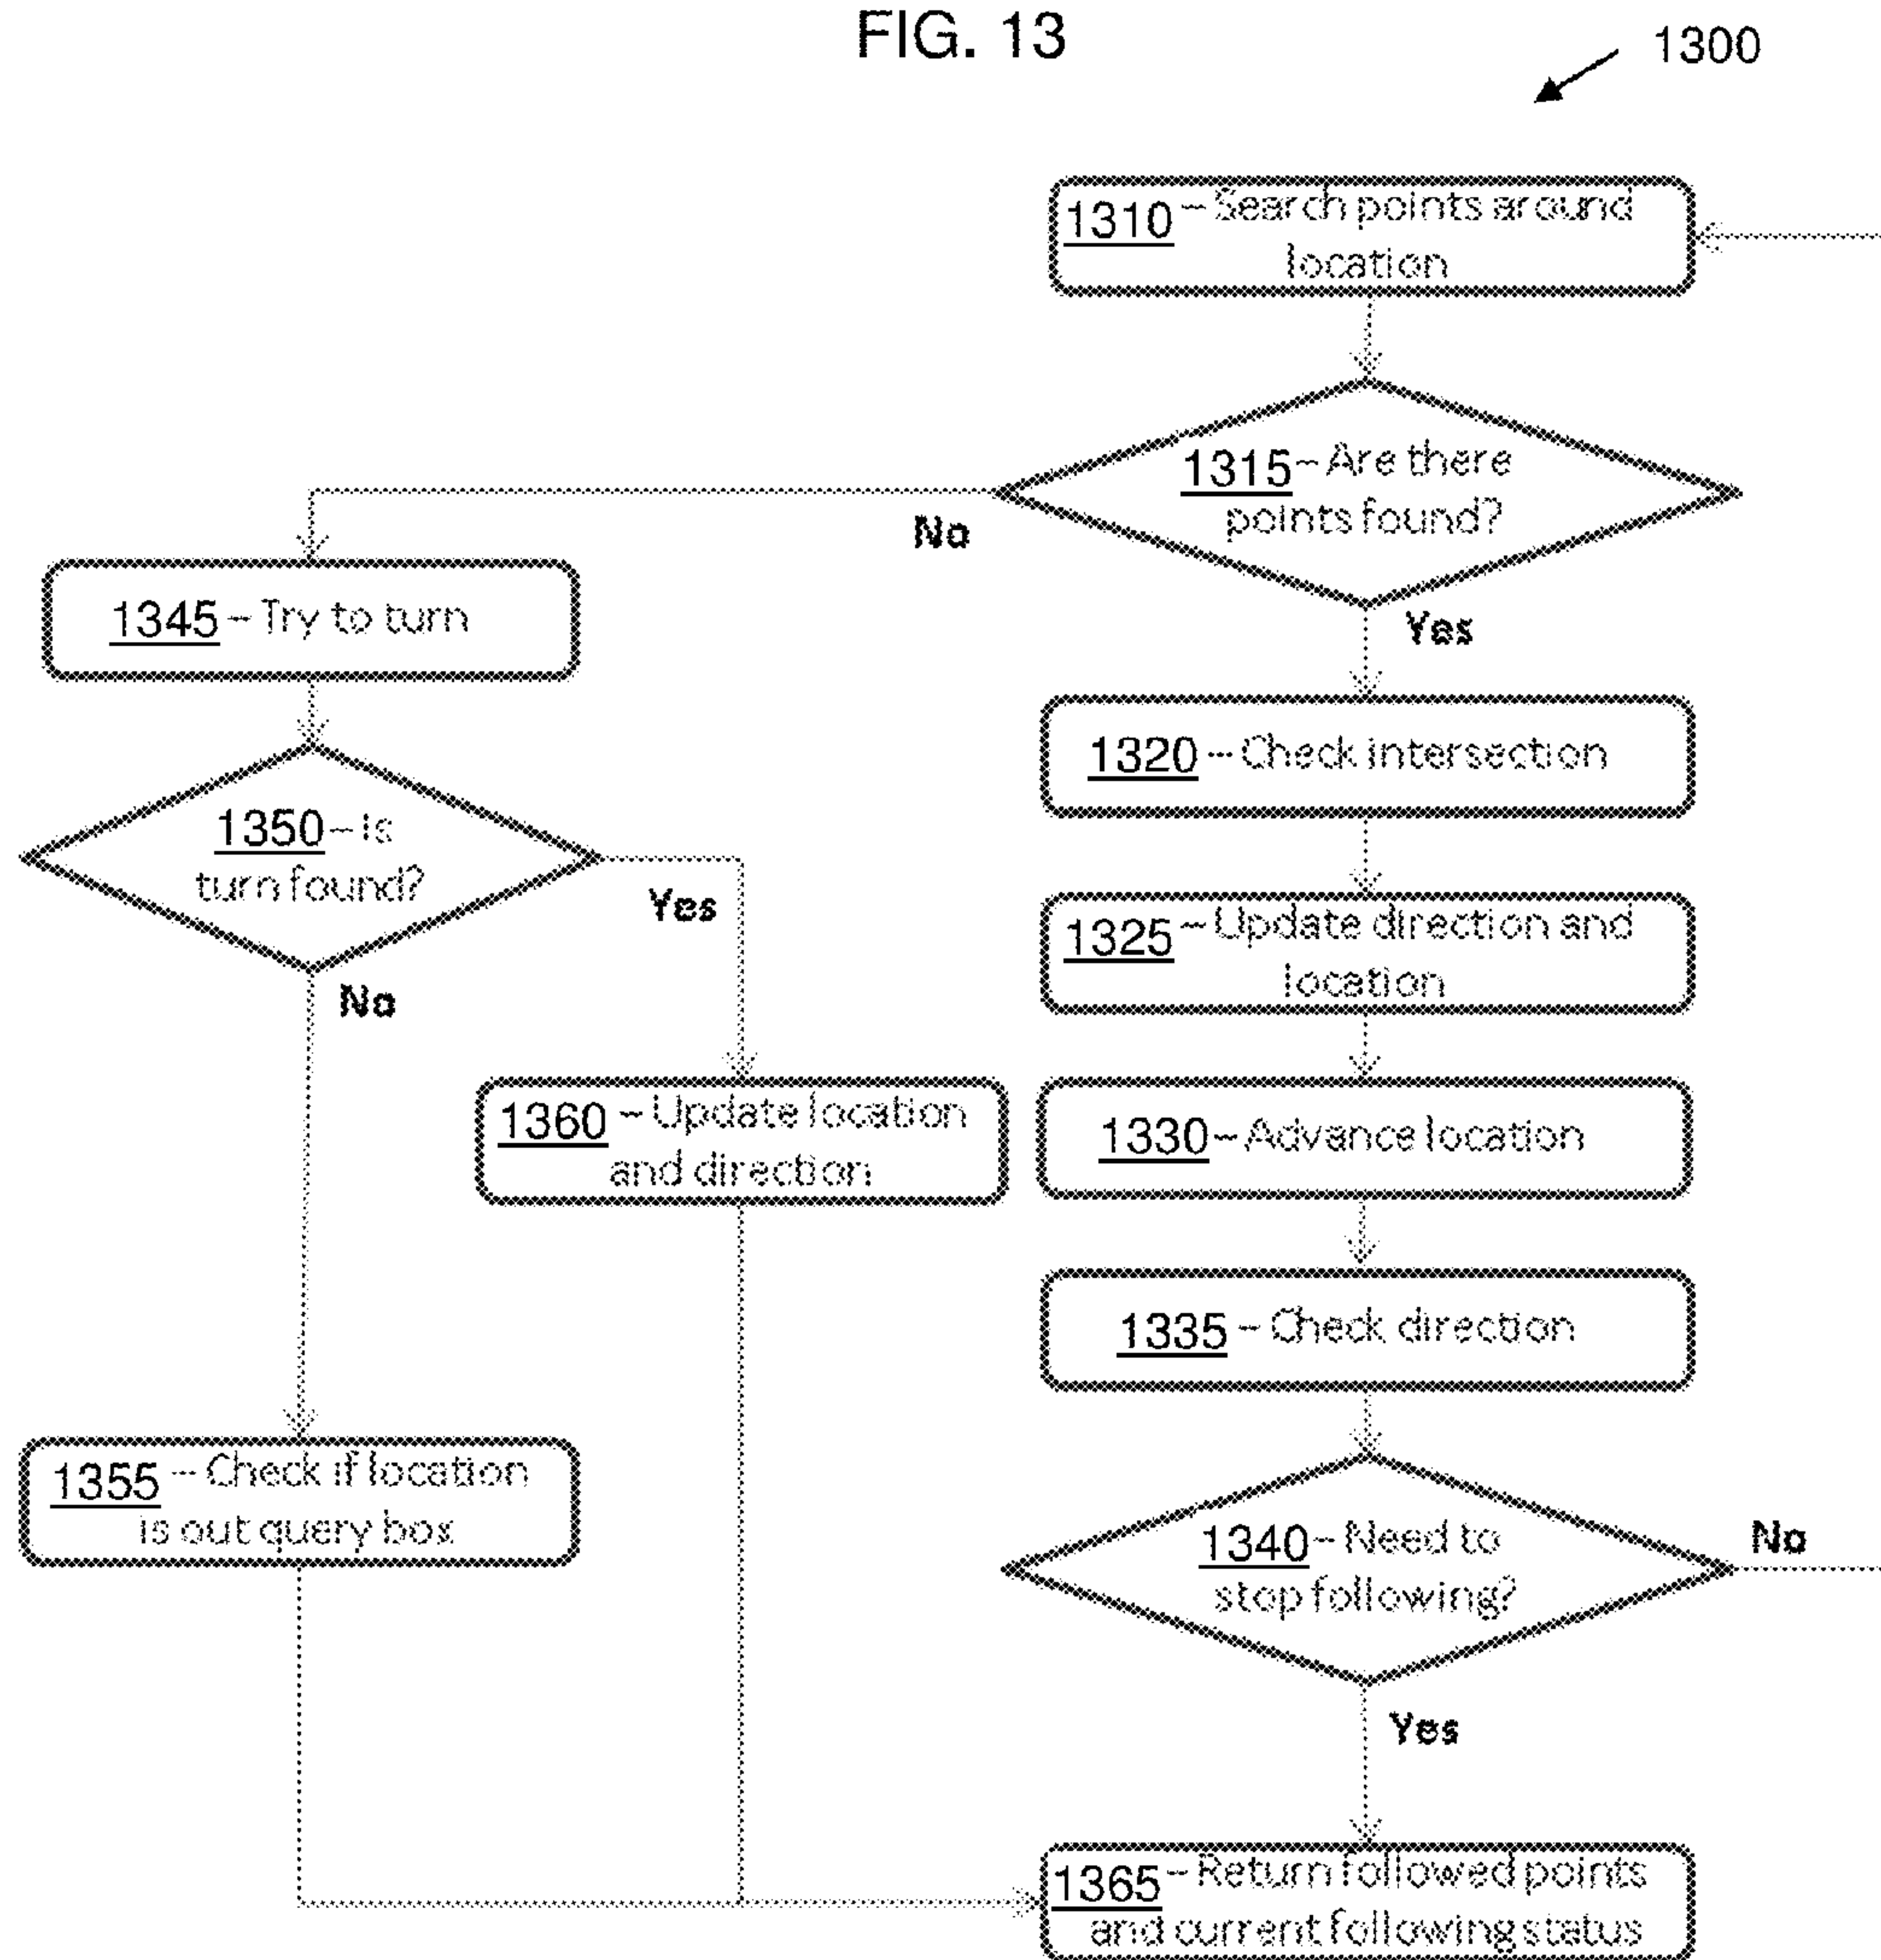 FIG. 13
1300
1310 – Search points around
location
1315 – Are there
points found?
No
Yes
1345 – Try to turn
1320 – Check intersection
1350 – Is
turn found?
Yes
No
1325 – Update direction and
location
1360 – Update location
and direction
1330 – Advance location
1335 – Check direction
1355 – Check if location
is out query box
1340 – Need to
stop following?
No
Yes
1365 – Return followed points
and current following status